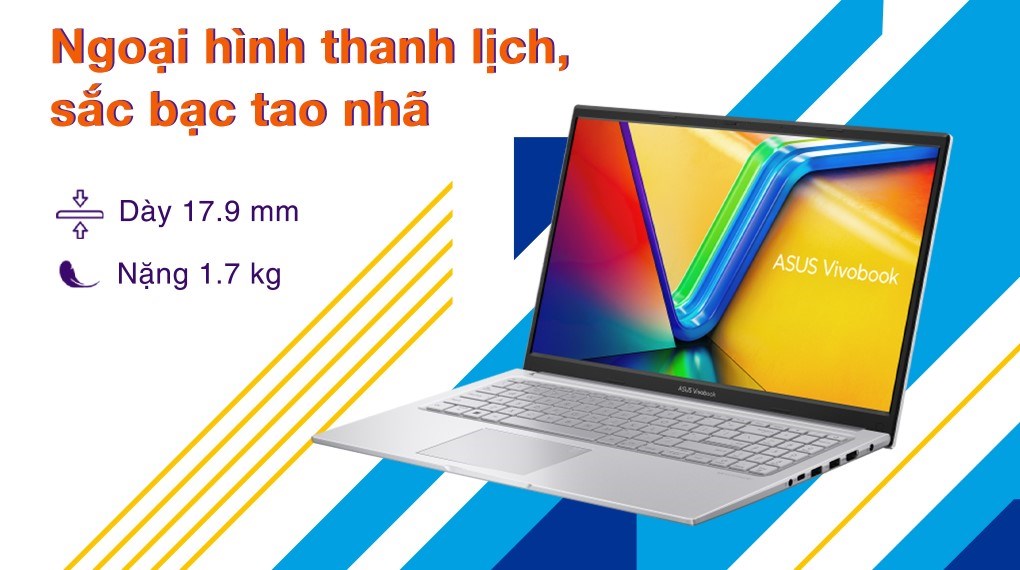 Ngoại hình thanh lịch,
sắc bạc tao nhã
Dày 17.9 mm
Nặng 1.7 kg
ASUS Vivobook
ASUS Vivobook